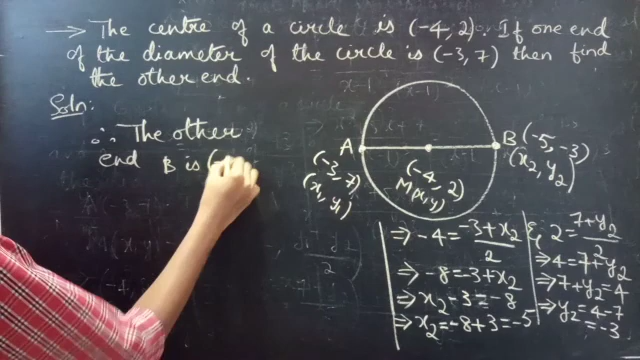 → The centre of a circle is (-4, 2). If one end
of the diameter of the circle is (-3, 7) then find
the other end.
Soln:
∴ The other
end B is (-
A
B (-5, -3)
(x₂, y₂)
(-3, 7)
(x₁, y₁)
(-4, 2)
M(x, y)
⇒ -4 = (-3+x₂)/2
⇒ -8 = -3+x₂
⇒ x₂-3 = -8
⇒ x₂ = -8+3 = -5
& 2 = (7+y₂)/2
⇒ 4 = 7+y₂
⇒ 7+y₂ = 4
⇒ y₂ = 4-7
= -3